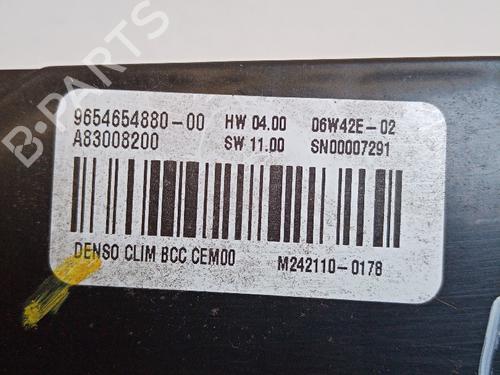 B-PARTS
9654654880-00 HW 04.00 06W42E-02
A83008200 SW 11.00 SN00007291
DENSO CLIM BCC CEM00 M242110-0178